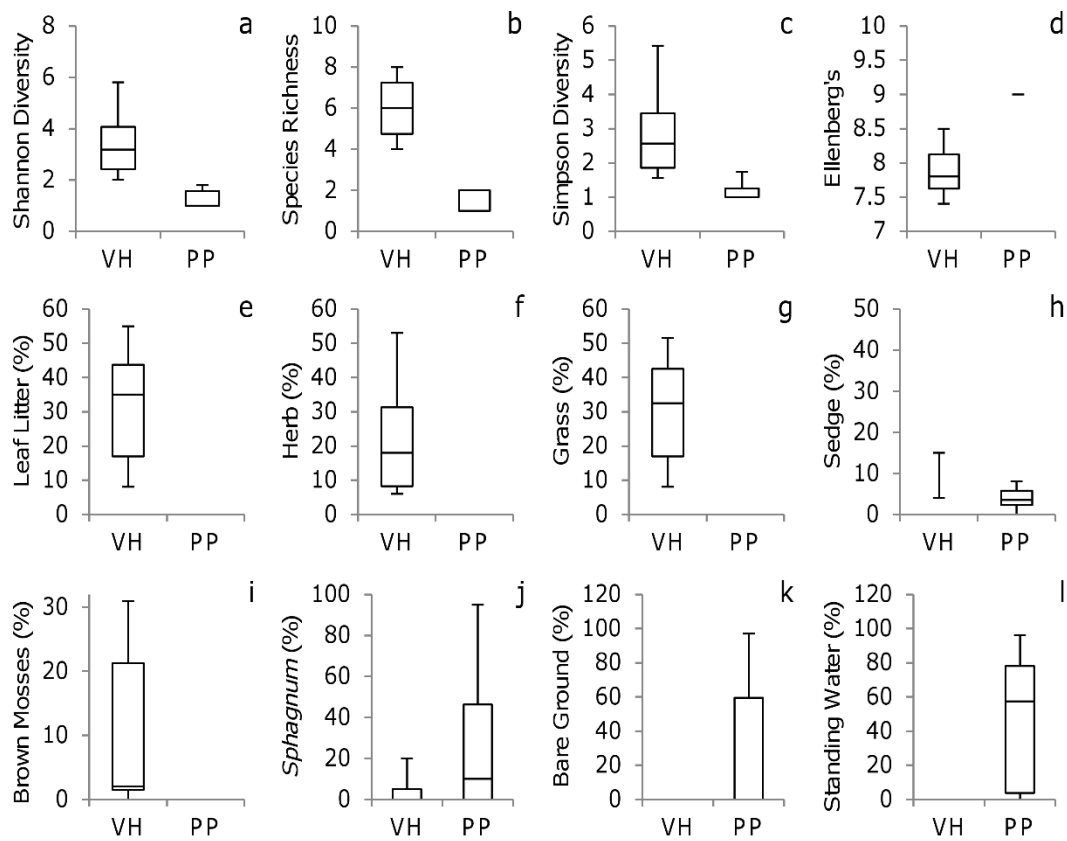 a
Shannon Diversity
8
6
4
2
0
VH PP
b
Species Richness
10
8
6
4
2
0
VH PP
c
Simpson Diversity
6
5
4
3
2
1
0
VH PP
d
Ellenberg's
10
9.5
9
8.5
8
7.5
7
VH PP
e
Leaf Litter (%)
60
50
40
30
20
10
0
VH PP
f
Herb (%)
60
50
40
30
20
10
0
VH PP
g
Grass (%)
60
50
40
30
20
10
0
VH PP
h
Sedge (%)
50
40
30
20
10
0
VH PP
i
Brown Mosses (%)
30
20
10
0
VH PP
j
Sphagnum (%)
100
80
60
40
20
0
VH PP
k
Bare Ground (%)
120
100
80
60
40
20
0
VH PP
l
Standing Water (%)
120
100
80
60
40
20
0
VH PP